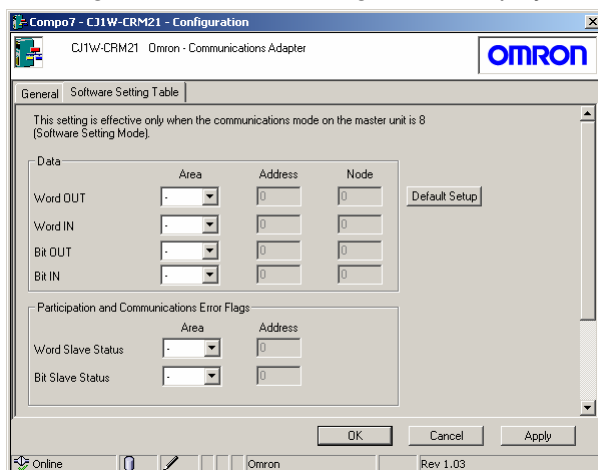 Compo7 - CJ1W-CRM21 - Configuration
CJ1W-CRM21 Omron - Communications Adapter
OMRON
General Software Setting Table
This setting is effective only when the communications mode on the master unit is 8
(Software Setting Mode).
Data
Area Address Node
Word OUT - 0 0 Default Setup
Word IN - 0 0
Bit OUT - 0 0
Bit IN - 0 0
Participation and Communications Error Flags
Area Address
Word Slave Status - 0
Bit Slave Status - 0
OK Cancel Apply
Online Omron Rev 1.03